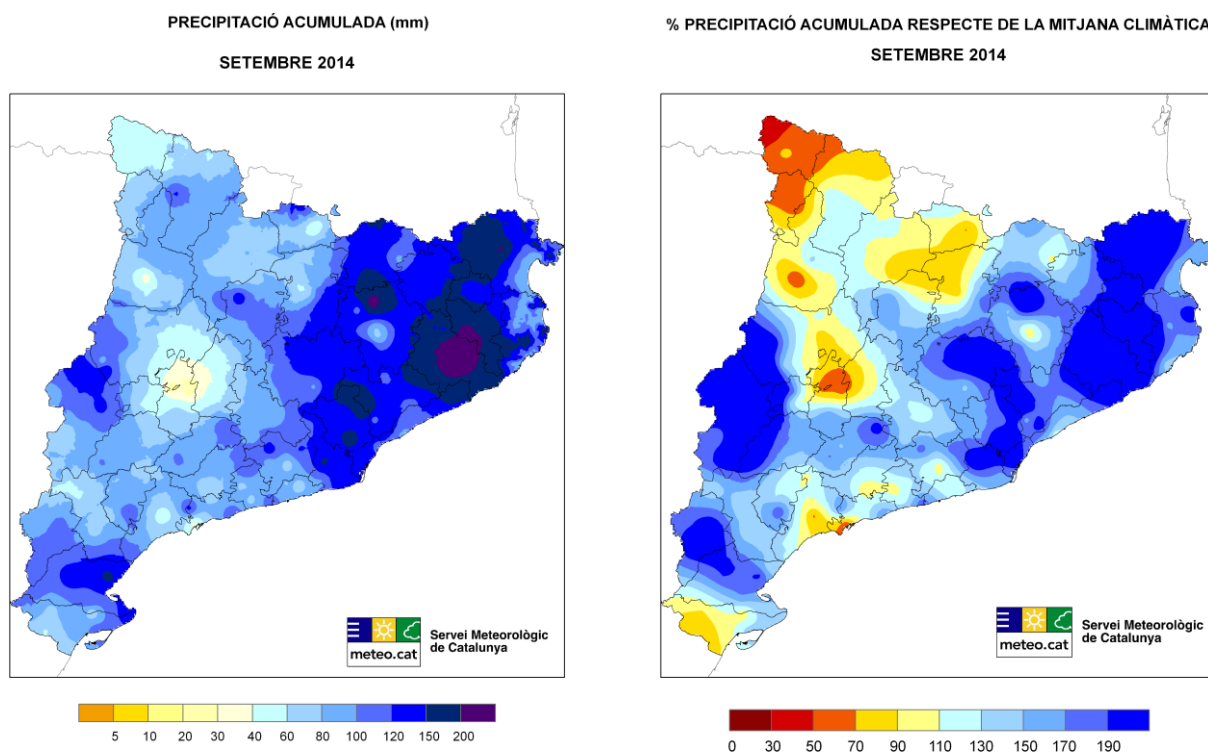 PRECIPITACIÓ ACUMULADA (mm)
SETEMBRE 2014
Servei Meteorològic
de Catalunya
meteo.cat
5 10 20 30 40 60 80 100 120 150 200
% PRECIPITACIÓ ACUMULADA RESPECTE DE LA MITJANA CLIMÀTICA
SETEMBRE 2014
Servei Meteorològic
de Catalunya
meteo.cat
0 30 50 70 90 110 130 150 170 190